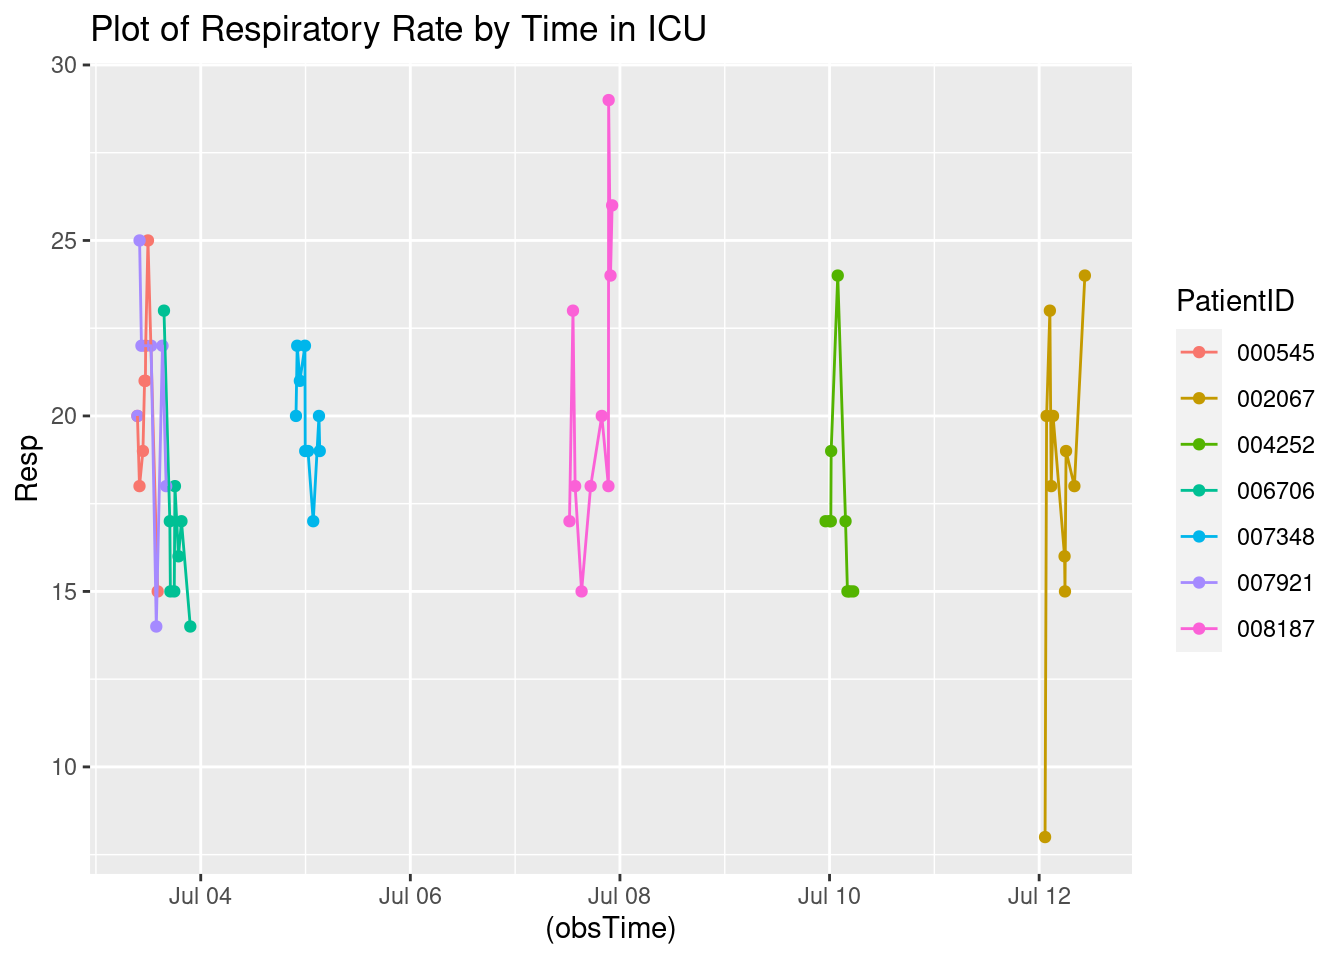 Plot of Respiratory Rate by Time in ICU
30
25
20
15
10
Resp
Jul 04 Jul 06 Jul 08 Jul 10 Jul 12
(obsTime)
PatientID
000545
002067
004252
006706
007348
007921
008187